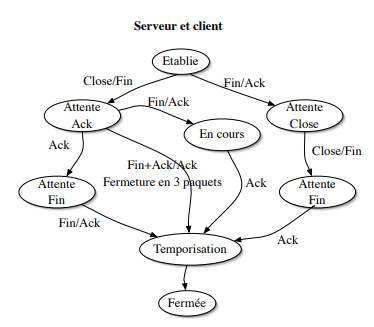 Serveur et client
Etablie
Close/Fin
Fin/Ack
Attente
Ack
Fin/Ack
Attente
Close
En cours
Ack
Fin+Ack/Ack
Fermeture en 3 paquets
Close/Fin
Attente
Fin
Ack
Attente
Fin
Fin/Ack
Ack
Temporisation
Fermée